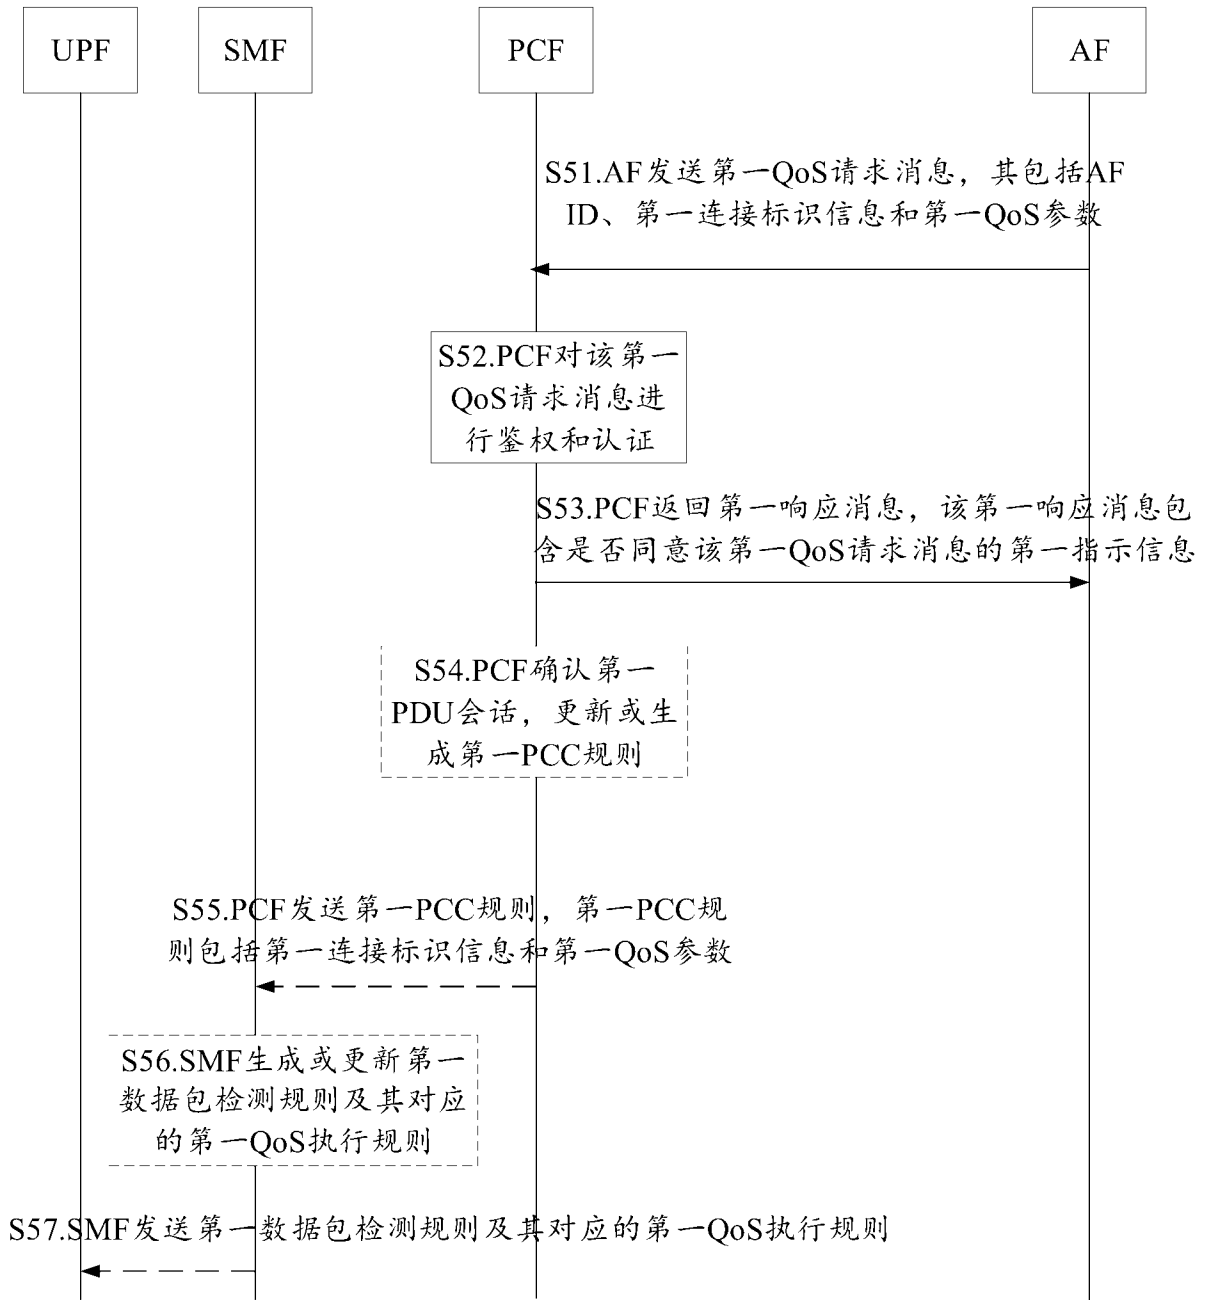 UPF
SMF
PCF
AF
S51.AF发送第一QoS请求消息，其包括AF
ID、第一连接标识信息和第一QoS参数
S52.PCF对该第一
QoS请求消息进
行鉴权和认证
S53.PCF返回第一响应消息，该第一响应消息包
含是否同意该第一QoS请求消息的第一指示信息
S54.PCF确认第一
PDU会话，更新或生
成第一PCC规则
S55.PCF发送第一PCC规则，第一PCC规
则包括第一连接标识信息和第一QoS参数
S56.SMF生成或更新第一
数据包检测规则及其对应
的第一QoS执行规则
S57.SMF发送第一数据包检测规则及其对应的第一QoS执行规则